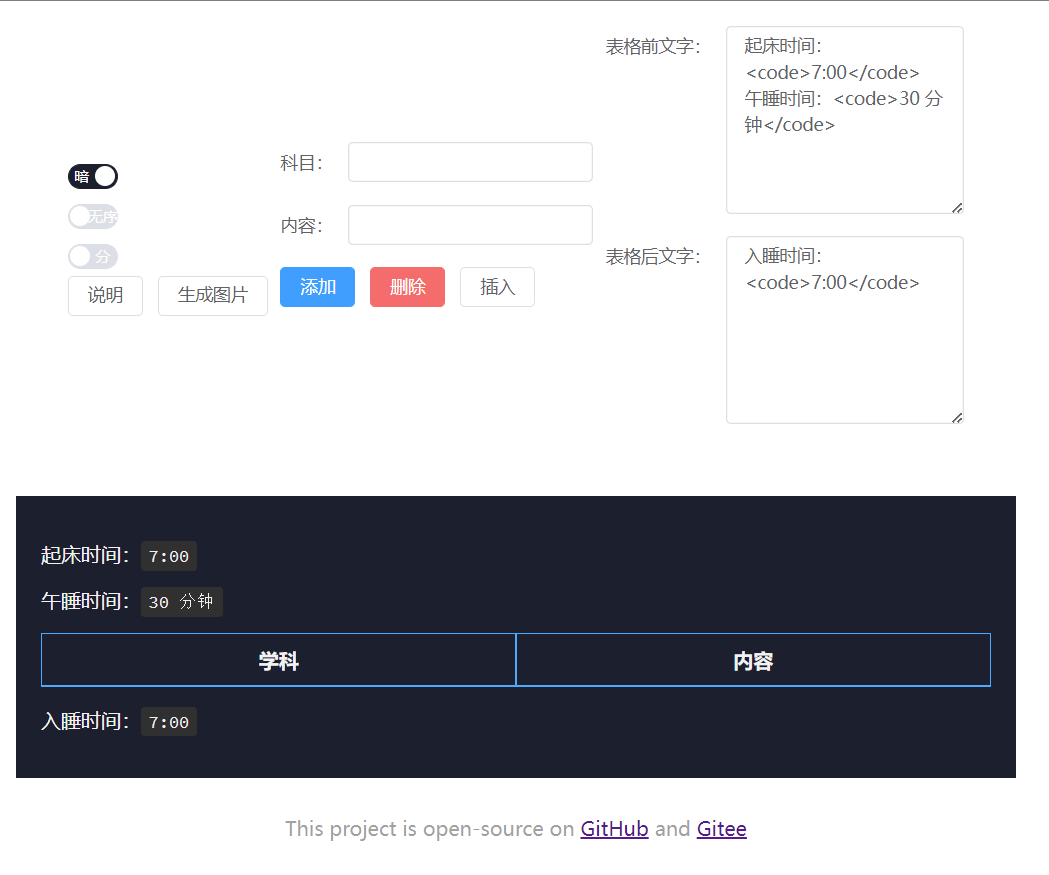 暗
无序
分
说明
生成图片
科目：
内容：
添加
删除
插入
表格前文字：
起床时间：
<code>7:00</code>
午睡时间：<code>30 分
钟</code>
表格后文字：
入睡时间：
<code>7:00</code>
起床时间： 7:00
午睡时间： 30 分钟
学科 内容
入睡时间： 7:00
This project is open-source on GitHub and Gitee